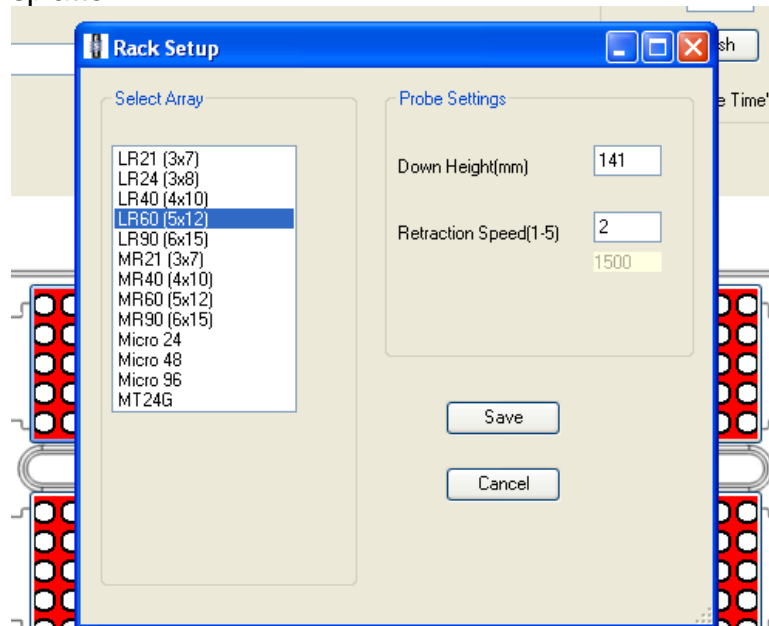 Rack Setup
sh
e Time'
Select Array
LR21 (3x7)
LR24 (3x8)
LR40 (4x10)
LR60 (5x12)
LR90 (6x15)
MR21 (3x7)
MR40 (4x10)
MR60 (5x12)
MR90 (6x15)
Micro 24
Micro 48
Micro 96
MT24G
Probe Settings
Down Height(mm)
141
Retraction Speed(1-5)
2
1500
Save
Cancel